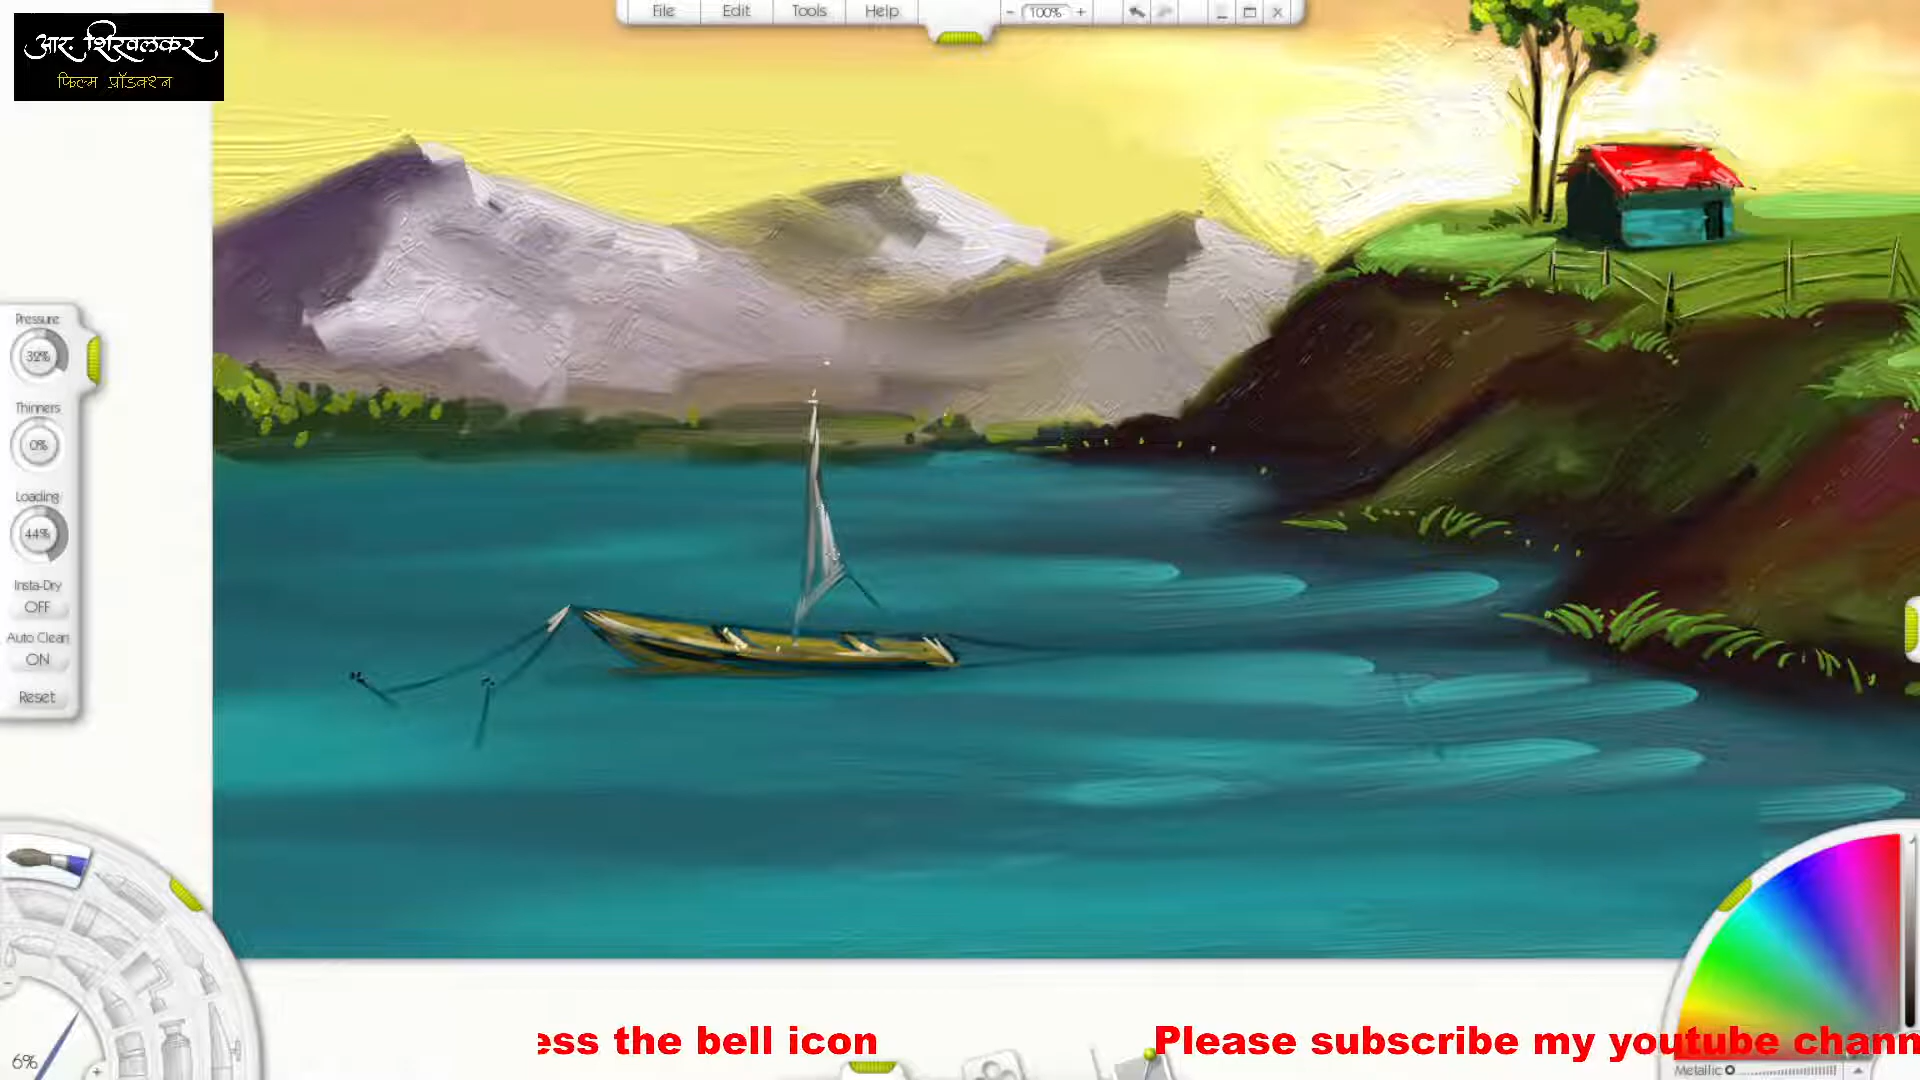 File Edit Tools Help - 100% +
आर. शिरवलकर
फिल्म प्रॉडक्शन
Pressure
32%
Thinners
0%
Loading
44%
Insta-Dry
OFF
Auto Clean
ON
Reset
6%
ess the bell icon Please subscribe my youtube chann
Metallic